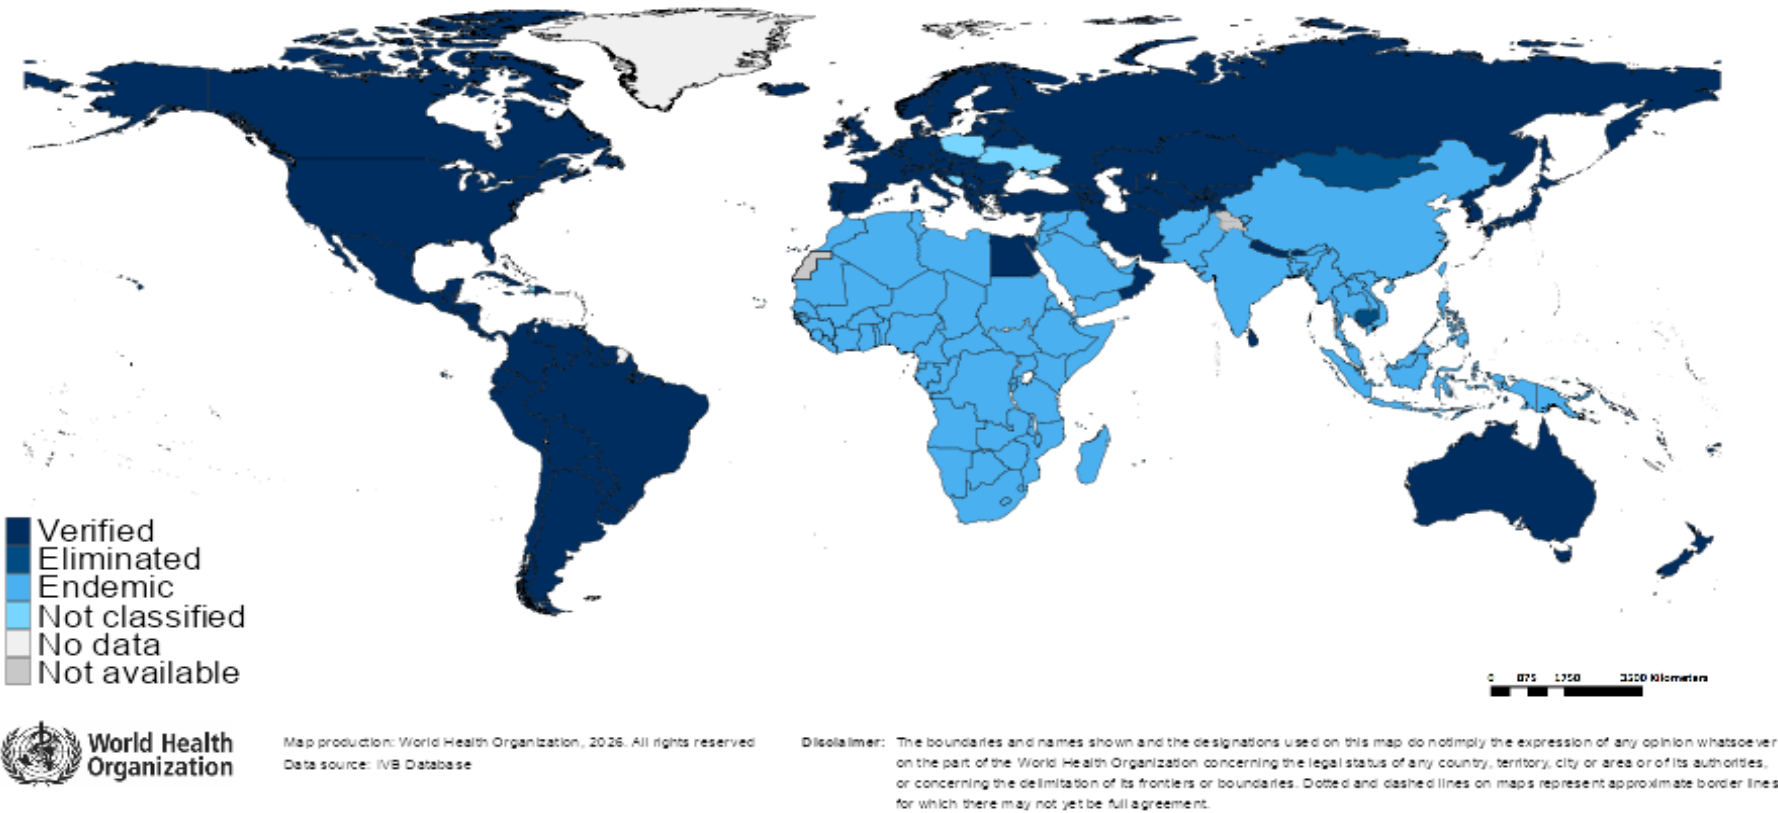 Verified
Eliminated
Endemic
Not classified
No data
Not available
0 875 1750 3500 Kilometers
World Health
Organization
Map production: World Health Organization, 2026. All rights reserved
Data source: IVB Database
Disclaimer: The boundaries and names shown and the designations used on this map do notimply the expression of any opinion whatsoever
on the part of the World Health Organization concerning the legal status of any country, territory, city or area or of its authorities,
or concerning the delimitation of its frontiers or boundaries. Dotted and dashed lines on maps represent approximate border lines
for which there may not yet be full agreement.